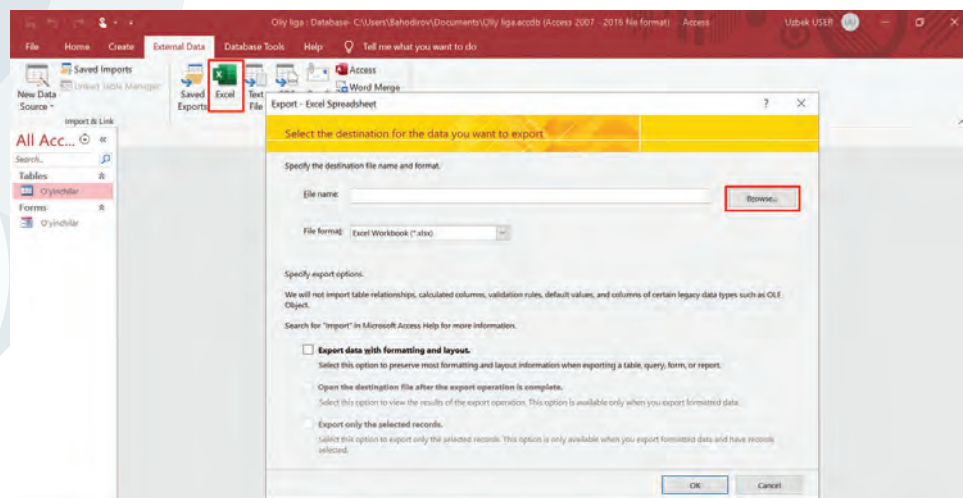 Oliy liga : Database- C:\Users\Bahodirov\Documents\Oliy liga.accdb (Access 2007 - 2016 file format) Access
Uzbek USER
File Home Create External Data Database Tools Help Tell me what you want to do
New Data Source
Saved Imports
Linked Table Manager
Import & Link
Saved Exports
Excel
Text File
Access
Word Merge
All Acc...
Search..
Tables
O'yinchilar
Forms
O'yinchilar
Export - Excel Spreadsheet
Select the destination for the data you want to export
Specify the destination file name and format.
File name:
Browse...
File format:
Excel Workbook (*.xlsx)
Specify export options.
We will not import table relationships, calculated columns, validation rules, default values, and columns of certain legacy data types such as OLE
Object.
Search for "Import" in Microsoft Access Help for more information.
Export data with formatting and layout.
Select this option to preserve most formatting and layout information when exporting a table, query, form, or report.
Open the destination file after the export operation is complete.
Select this option to view the results of the export operation. This option is available only when you export formatted data.
Export only the selected records.
Select this option to export only the selected records. This option is only available when you export formatted data and have records
selected.
OK
Cancel